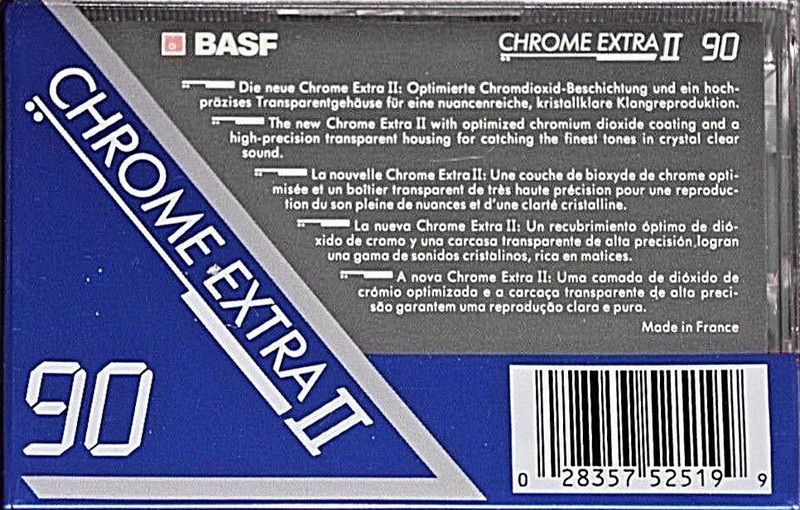 BASF
CHROME EXTRA II 90
Die neue Chrome Extra II: Optimierte Chromdioxid-Beschichtung und ein hoch-
präzises Transparentgehäuse für eine nuancenreiche, kristallklare Klangreproduktion.
The new Chrome Extra II with optimized chromium dioxide coating and a
high-precision transparent housing for catching the finest tones in crystal clear
sound.
La nouvelle Chrome Extra II: Une couche de bioxyde de chrome opti-
misée et un boîtier transparent de très haute précision pour une reproduc-
tion du son pleine de nuances et d'une clarté cristalline.
La nueva Chrome Extra II: Un recubrimiento óptimo de dió-
xido de cromo y una carcasa transparente de alta precisión logran
una gama de sonidos cristalinos, rica en matices.
A nova Chrome Extra II: Uma camada de dióxido de
crómio optimizada e a carcaça transparente de alta preci-
são garantem uma reprodução clara e pura.
Made in France
CHROME EXTRA II
90
0 28357 52519 9